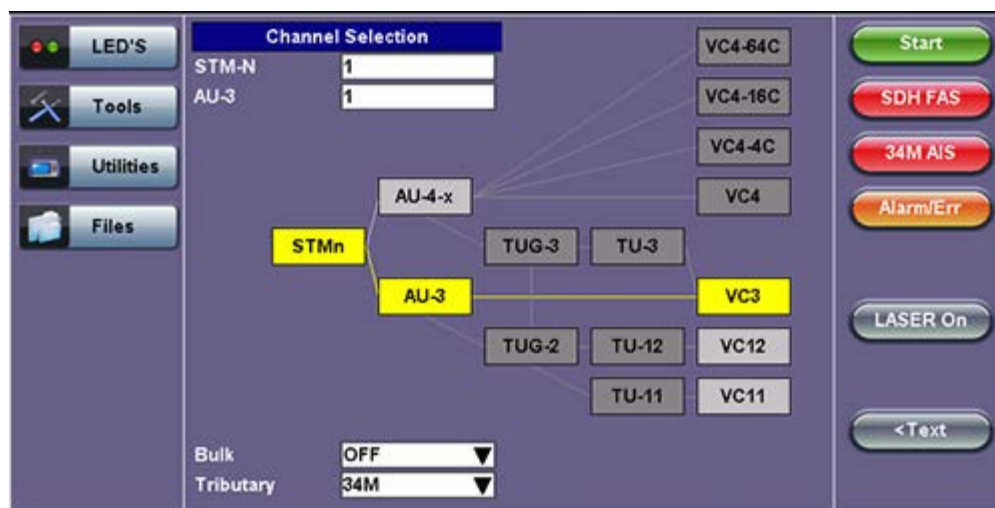 LED'S
Tools
Utilities
Files
Channel Selection
STM-N 1
AU-3 1
VC4-64C
VC4-16C
VC4-4C
AU-4-x VC4
TUG-3 TU-3
STMn
AU-3 VC3
TUG-2 TU-12 VC12
TU-11 VC11
Bulk OFF
Tributary 34M
Start
SDH FAS
34M AIS
Alarm/Err
LASER On
<Text